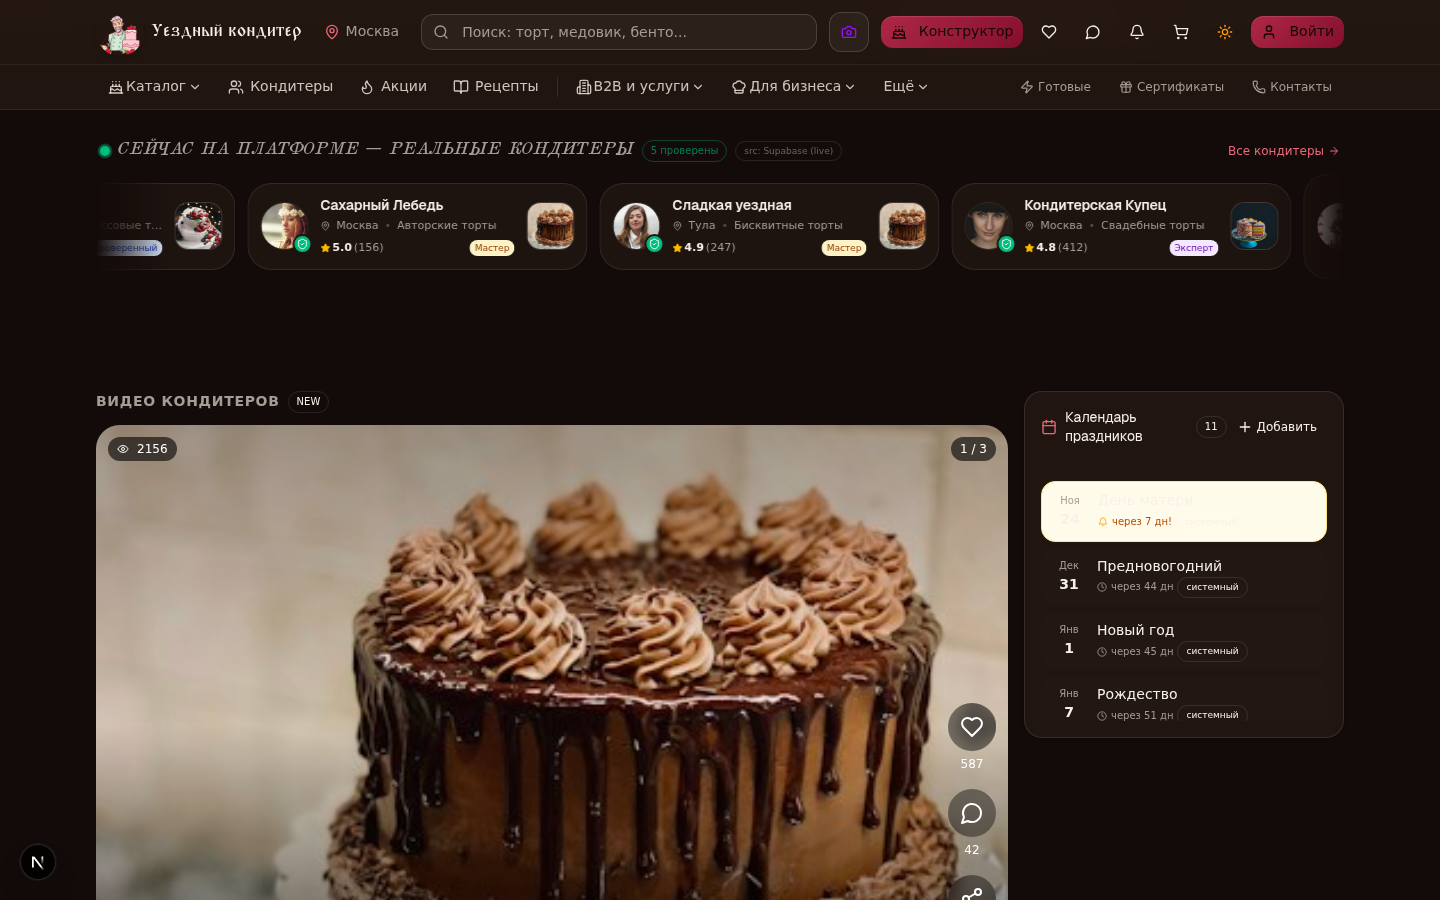 Уездный кондитер
Москва
Поиск: торт, медовик, бенто...
Конструктор
Войти
Каталог
Кондитеры
Акции
Рецепты
B2B и услуги
Для бизнеса
Ещё
Готовые
Сертификаты
Контакты
СЕЙЧАС НА ПЛАТФОРМЕ — РЕАЛЬНЫЕ КОНДИТЕРЫ
5 проверены
src: Supabase (live)
Все кондитеры →
ссовые т...
роверенный
Сахарный Лебедь
Москва • Авторские торты
5.0 (156)
Мастер
Сладкая уездная
Тула • Бисквитные торты
4.9 (247)
Мастер
Кондитерская Купец
Москва • Свадебные торты
4.8 (412)
Эксперт
ВИДЕО КОНДИТЕРОВ
NEW
2156
1 / 3
587
42
Календарь
праздников
11
+ Добавить
Ноя
24
День матери
через 7 дн!
системный
Дек
31
Предновогодний
через 44 дн
системный
Янв
1
Новый год
через 45 дн
системный
Янв
7
Рождество
через 51 дн
системный
N